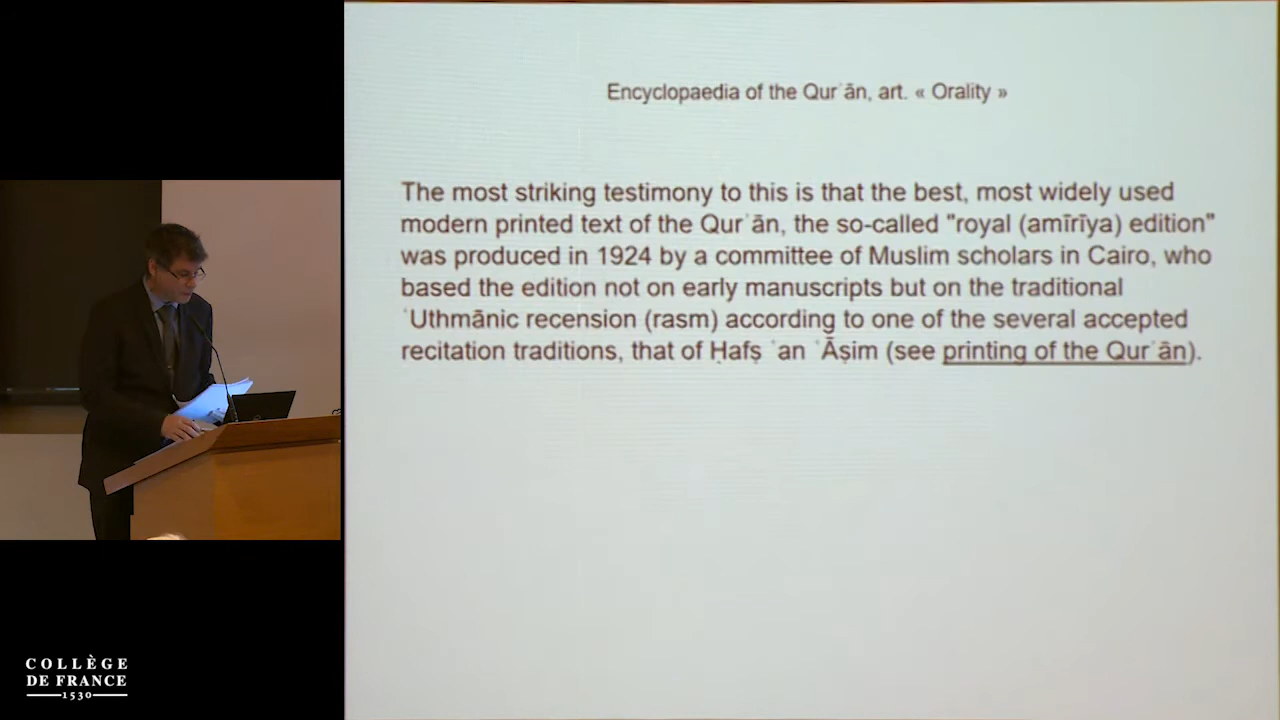 Encyclopaedia of the Qurʾān, art. « Orality »
The most striking testimony to this is that the best, most widely used
modern printed text of the Qurʾān, the so-called "royal (amīrīya) edition"
was produced in 1924 by a committee of Muslim scholars in Cairo, who
based the edition not on early manuscripts but on the traditional
ʿUthmānic recension (rasm) according to one of the several accepted
recitation traditions, that of Ḥafṣ ʿan ʿĀṣim (see printing of the Qurʾān).
COLLÈGE
DE FRANCE
1530